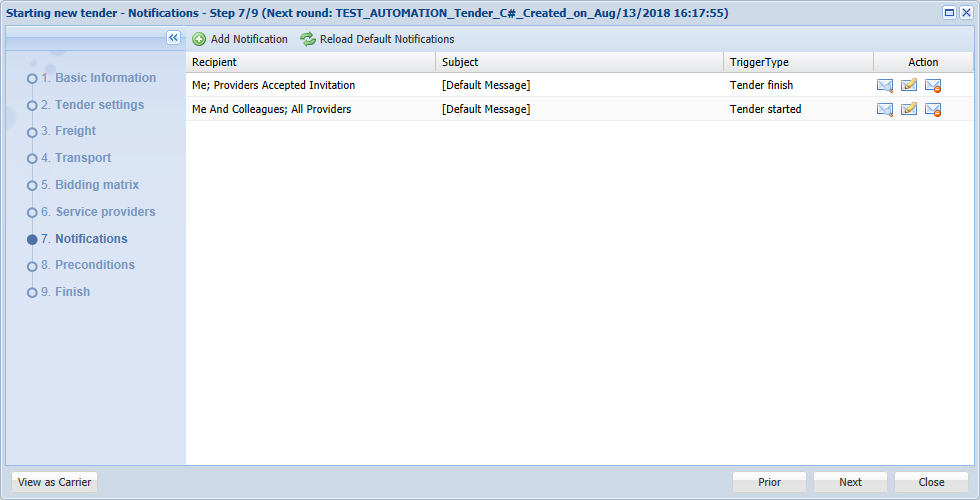 Starting new tender - Notifications - Step 7/9 (Next round: TEST_AUTOMATION_Tender_C#_Created_on_Aug/13/2018 16:17:55)
Add Notification Reload Default Notifications
1. Basic Information
2. Tender settings
3. Freight
4. Transport
5. Bidding matrix
6. Service providers
7. Notifications
8. Preconditions
9. Finish
Recipient Subject TriggerType Action
Me; Providers Accepted Invitation [Default Message] Tender finish
Me And Colleagues; All Providers [Default Message] Tender started
View as Carrier Prior Next Close